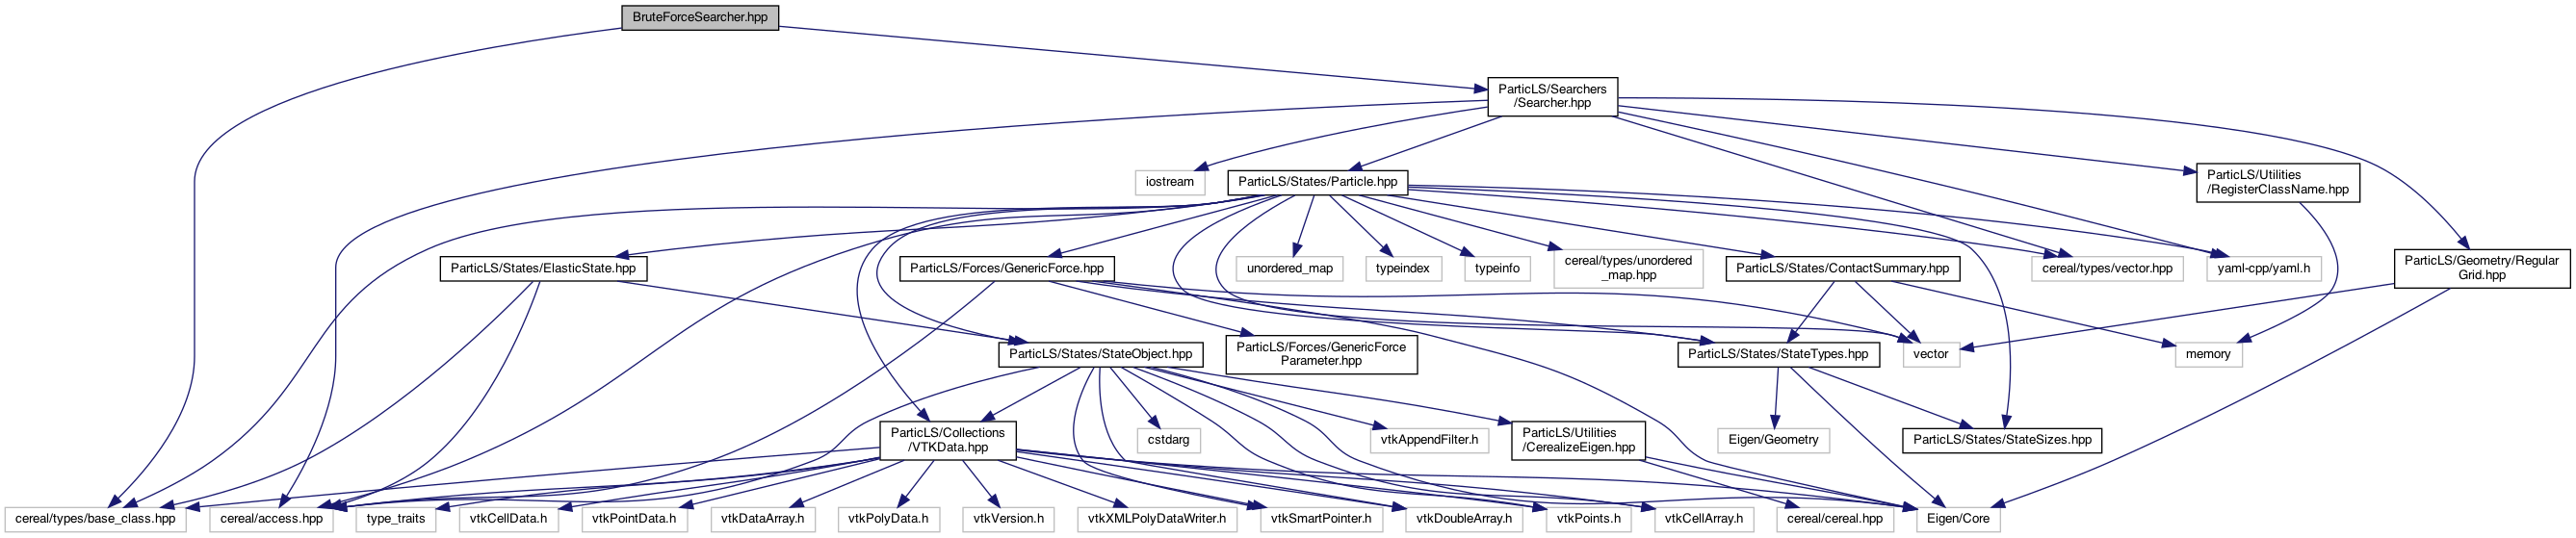 BruteForceSearcher.hpp
ParticLS/Searchers
/Searcher.hpp
iostream
ParticLS/States/Particle.hpp
ParticLS/Utilities
/RegisterClassName.hpp
ParticLS/States/ElasticState.hpp
ParticLS/Forces/GenericForce.hpp
unordered_map
typeindex
typeinfo
cereal/types/unordered
_map.hpp
ParticLS/States/ContactSummary.hpp
cereal/types/vector.hpp
yaml-cpp/yaml.h
ParticLS/Geometry/Regular
Grid.hpp
ParticLS/States/StateObject.hpp
ParticLS/Forces/GenericForce
Parameter.hpp
ParticLS/States/StateTypes.hpp
vector
memory
ParticLS/Collections
/VTKData.hpp
cstdarg
vtkAppendFilter.h
ParticLS/Utilities
/CerealizeEigen.hpp
Eigen/Geometry
ParticLS/States/StateSizes.hpp
cereal/types/base_class.hpp
cereal/access.hpp
type_traits
vtkCellData.h
vtkPointData.h
vtkDataArray.h
vtkPolyData.h
vtkVersion.h
vtkXMLPolyDataWriter.h
vtkSmartPointer.h
vtkDoubleArray.h
vtkPoints.h
vtkCellArray.h
cereal/cereal.hpp
Eigen/Core